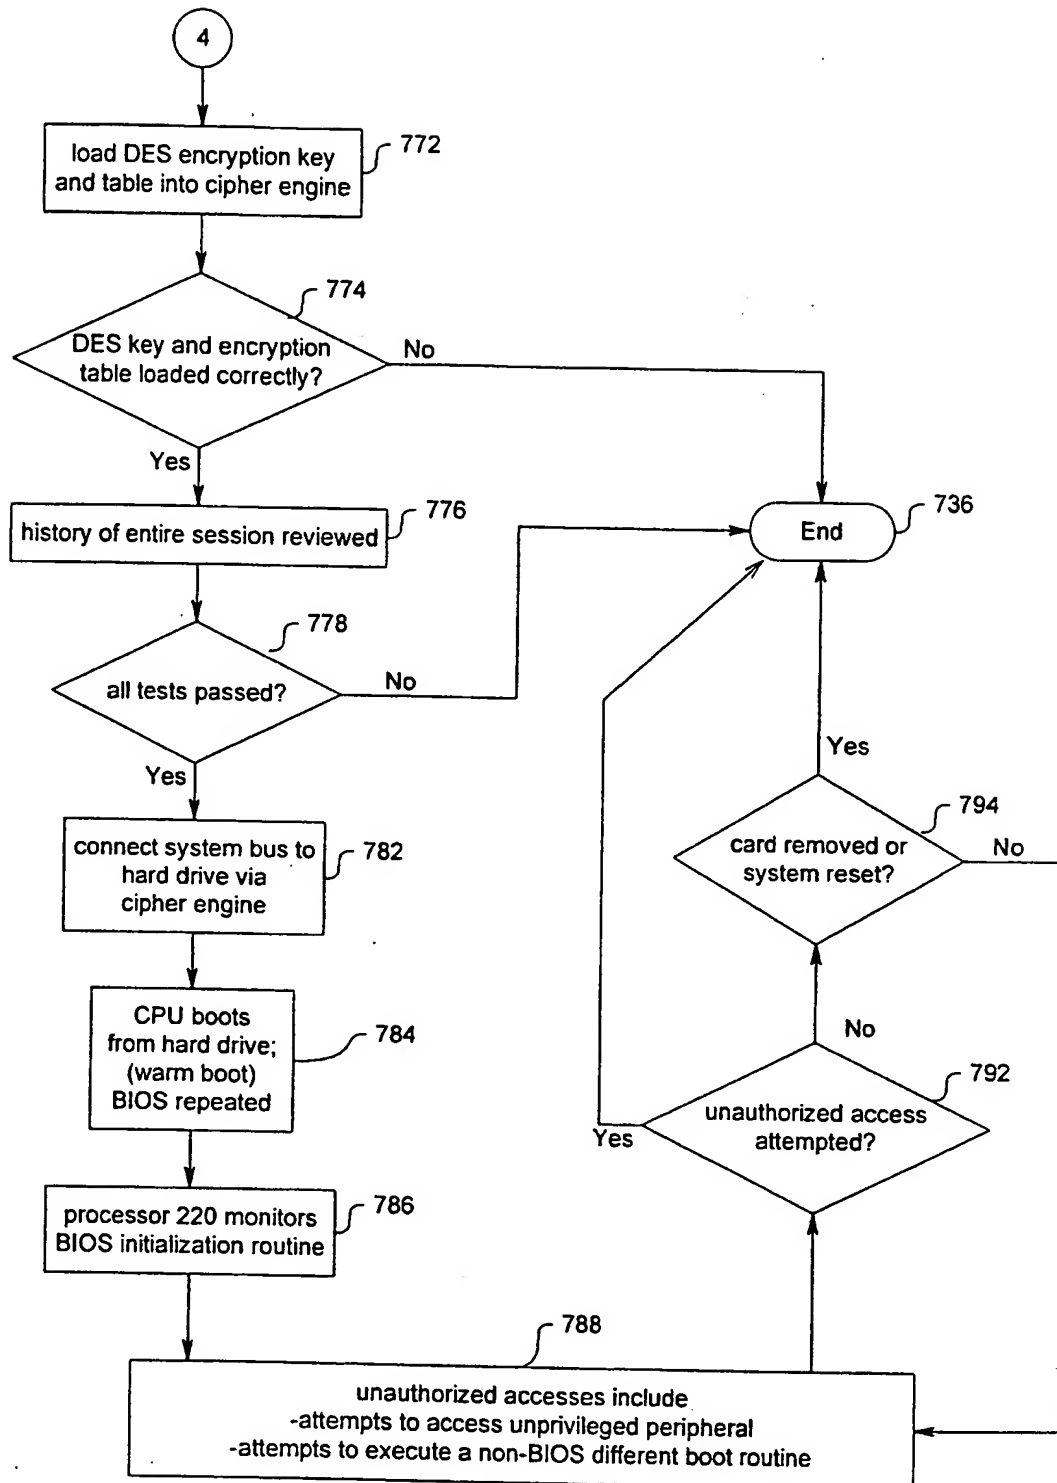 4
load DES encryption key
and table into cipher engine
772
774
DES key and encryption
table loaded correctly?
No
Yes
history of entire session reviewed
776
End
736
778
all tests passed?
No
Yes
connect system bus to
hard drive via
cipher engine
782
Yes
794
card removed or
system reset?
No
CPU boots
from hard drive;
(warm boot)
BIOS repeated
784
No
792
unauthorized access
attempted?
Yes
processor 220 monitors
BIOS initialization routine
786
788
unauthorized accesses include
-attempts to access unprivileged peripheral
-attempts to execute a non-BIOS different boot routine